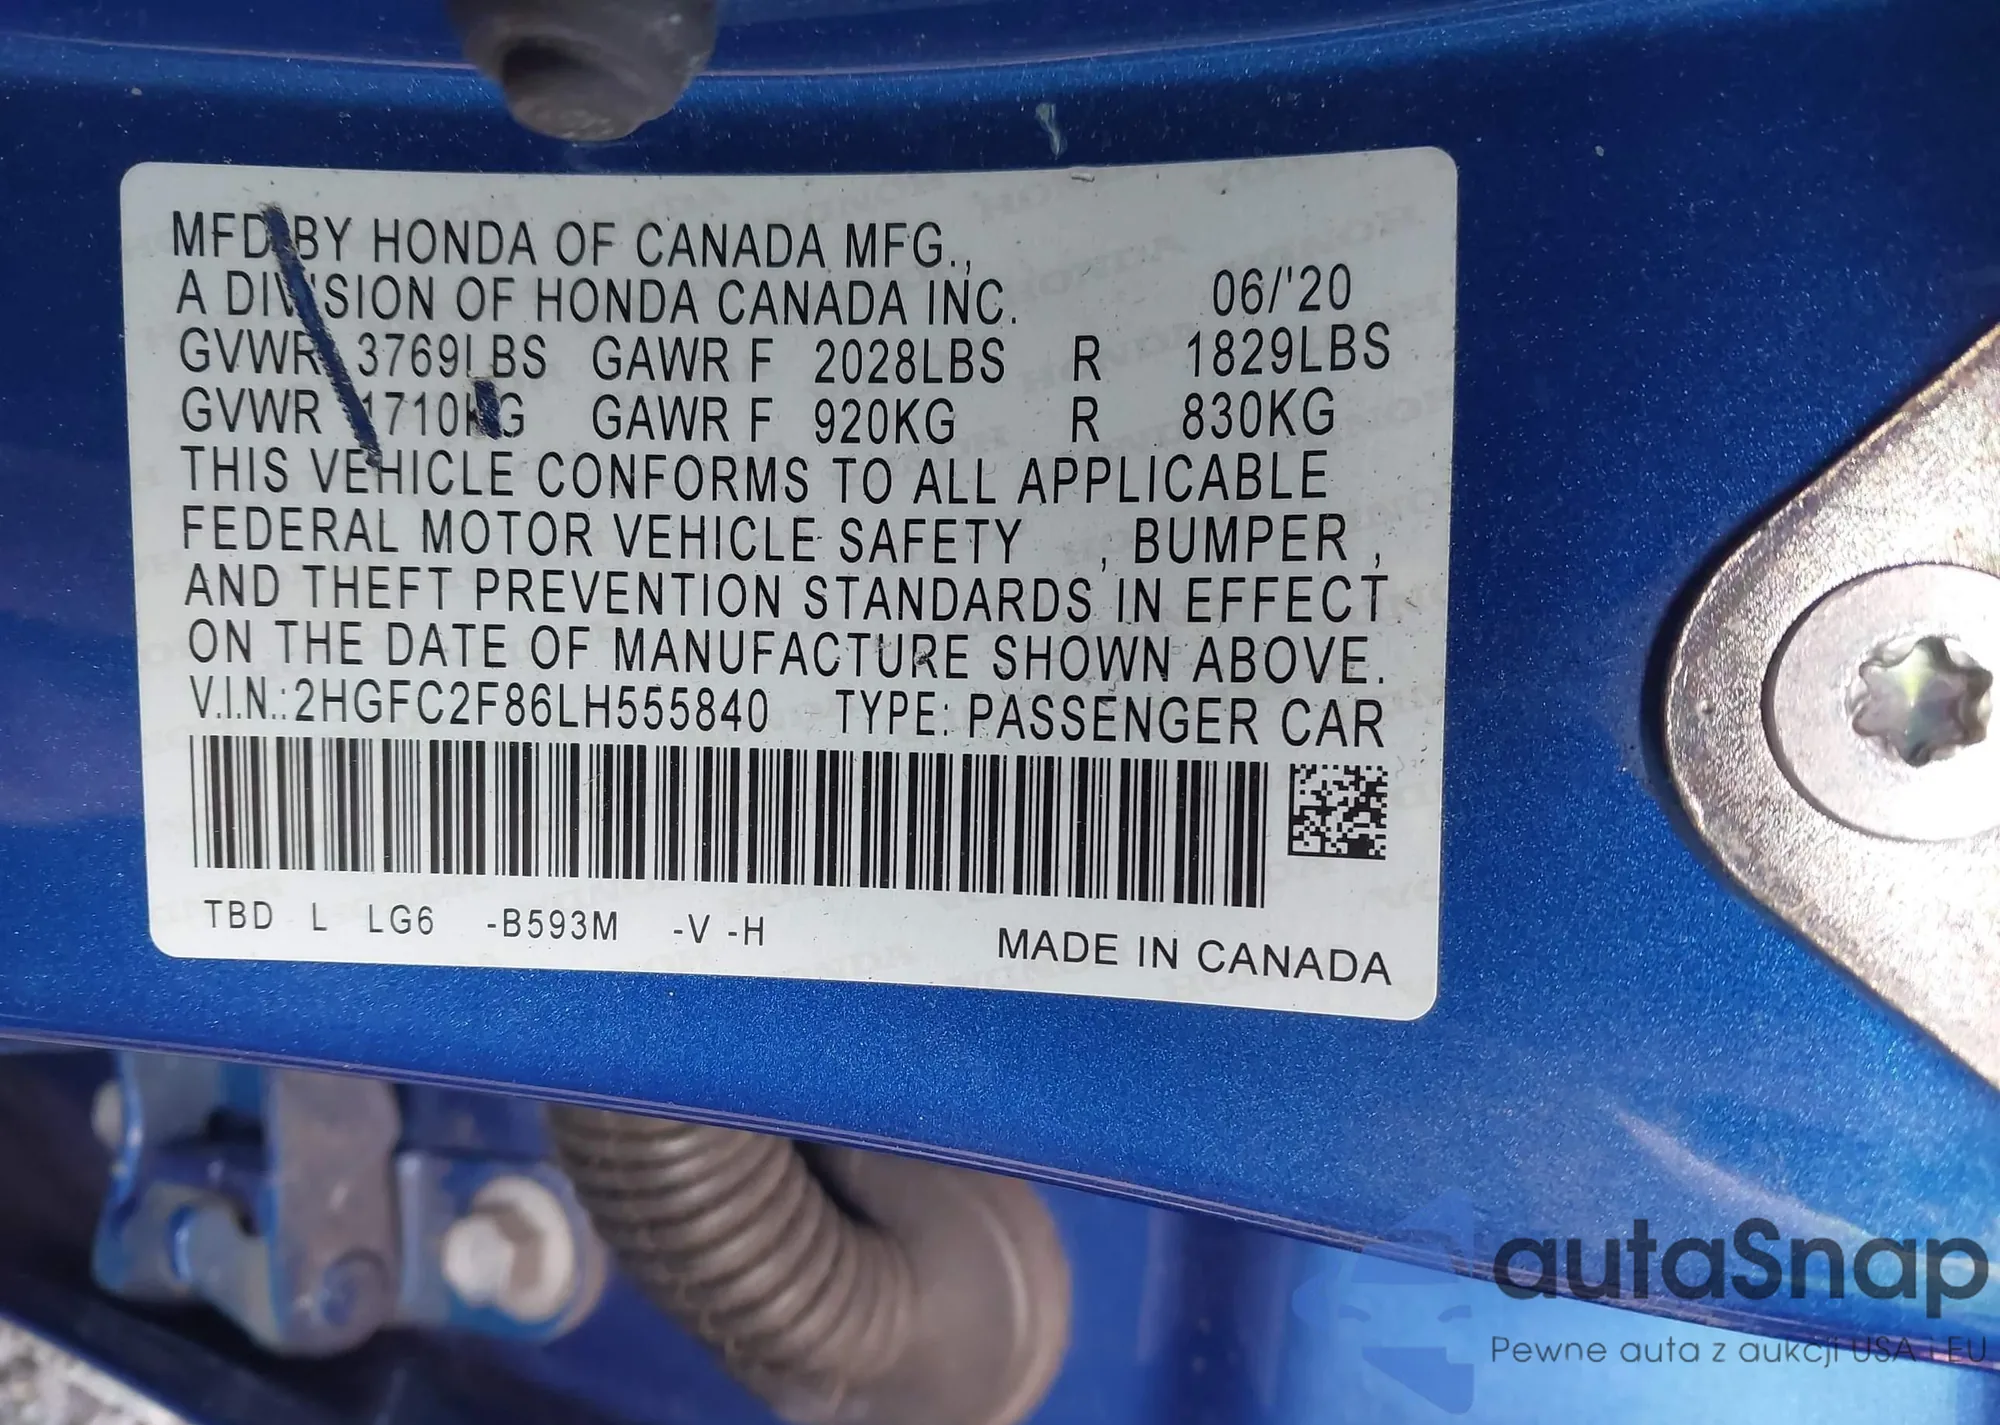 MFD BY HONDA OF CANADA MFG.,
A DIVISION OF HONDA CANADA INC. 06/'20
GVWR 3769LBS GAWR F 2028LBS R 1829LBS
GVWR 1710KG GAWR F 920KG R 830KG
THIS VEHICLE CONFORMS TO ALL APPLICABLE
FEDERAL MOTOR VEHICLE SAFETY , BUMPER ,
AND THEFT PREVENTION STANDARDS IN EFFECT
ON THE DATE OF MANUFACTURE SHOWN ABOVE.
V.I.N.:2HGFC2F86LH555840 TYPE: PASSENGER CAR
TBD L LG6 -B593M -V -H
MADE IN CANADA
autaSnap
Pewne auta z aukcji USA i EU